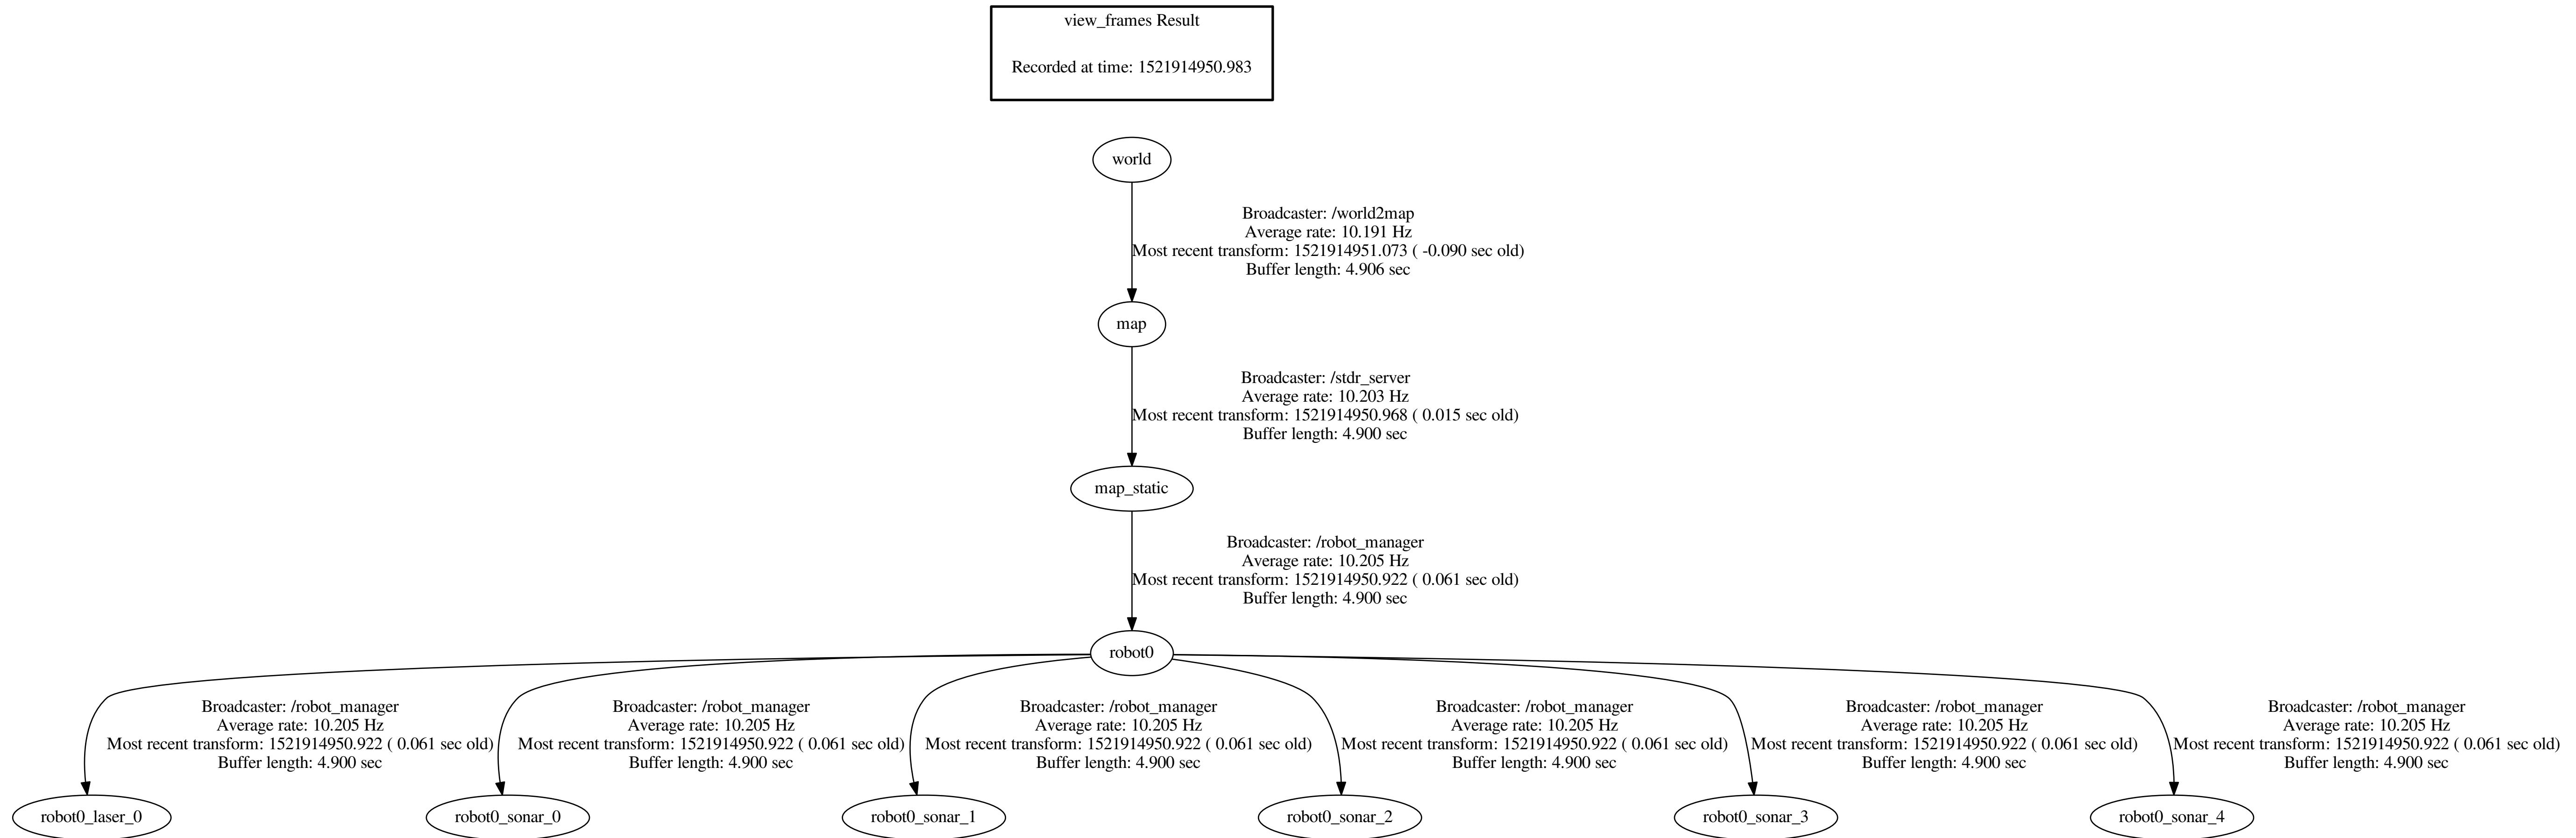 view_frames Result
Recorded at time: 1521914950.983
world
Broadcaster: /world2map
Average rate: 10.191 Hz
Most recent transform: 1521914951.073 ( -0.090 sec old)
Buffer length: 4.906 sec
map
Broadcaster: /stdr_server
Average rate: 10.203 Hz
Most recent transform: 1521914950.968 ( 0.015 sec old)
Buffer length: 4.900 sec
map_static
Broadcaster: /robot_manager
Average rate: 10.205 Hz
Most recent transform: 1521914950.922 ( 0.061 sec old)
Buffer length: 4.900 sec
robot0
Broadcaster: /robot_manager
Average rate: 10.205 Hz
Most recent transform: 1521914950.922 ( 0.061 sec old)
Buffer length: 4.900 sec
Broadcaster: /robot_manager
Average rate: 10.205 Hz
Most recent transform: 1521914950.922 ( 0.061 sec old)
Buffer length: 4.900 sec
Broadcaster: /robot_manager
Average rate: 10.205 Hz
Most recent transform: 1521914950.922 ( 0.061 sec old)
Buffer length: 4.900 sec
Broadcaster: /robot_manager
Average rate: 10.205 Hz
Most recent transform: 1521914950.922 ( 0.061 sec old)
Buffer length: 4.900 sec
Broadcaster: /robot_manager
Average rate: 10.205 Hz
Most recent transform: 1521914950.922 ( 0.061 sec old)
Buffer length: 4.900 sec
Broadcaster: /robot_manager
Average rate: 10.205 Hz
Most recent transform: 1521914950.922 ( 0.061 sec old)
Buffer length: 4.900 sec
robot0_laser_0
robot0_sonar_0
robot0_sonar_1
robot0_sonar_2
robot0_sonar_3
robot0_sonar_4